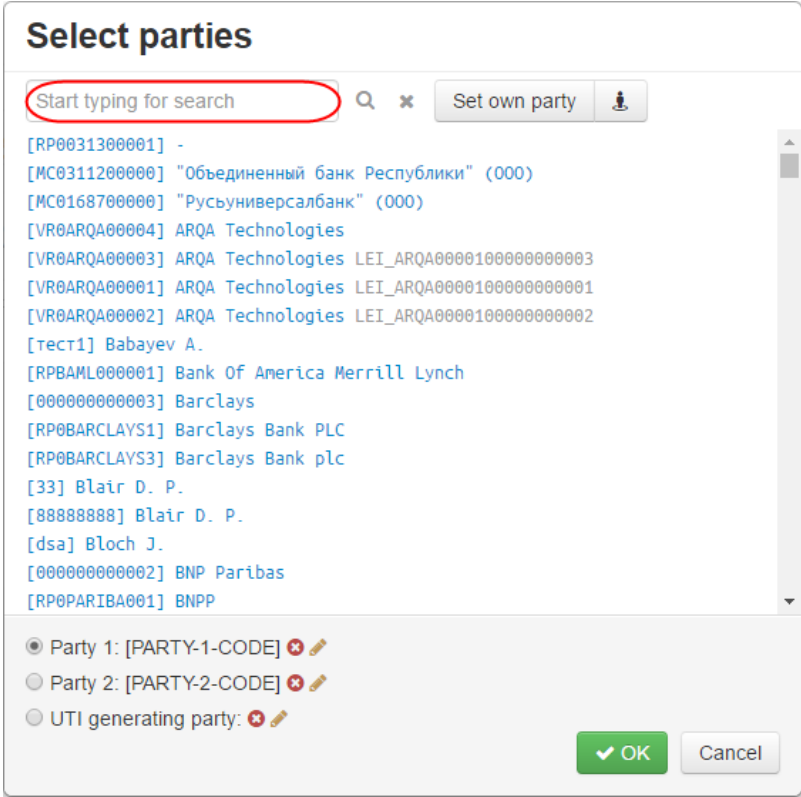 Select parties
Start typing for search
Set own party
[RP0031300001] -
[MC0311200000] "Объединенный банк Республики" (ООО)
[MC0168700000] "Русьуниверсалбанк" (ООО)
[VR0ARQA00004] ARQA Technologies
[VR0ARQA00003] ARQA Technologies LEI_ARQA0000100000000003
[VR0ARQA00001] ARQA Technologies LEI_ARQA0000100000000001
[VR0ARQA00002] ARQA Technologies LEI_ARQA0000100000000002
[тест1] Babayev A.
[RPBAML000001] Bank Of America Merrill Lynch
[000000000003] Barclays
[RP0BARCLAYS1] Barclays Bank PLC
[RP0BARCLAYS3] Barclays Bank plc
[33] Blair D. P.
[88888888] Blair D. P.
[dsa] Bloch J.
[000000000002] BNP Paribas
[RP0PARIBA001] BNPP
Party 1: [PARTY-1-CODE]
Party 2: [PARTY-2-CODE]
UTI generating party:
OK
Cancel